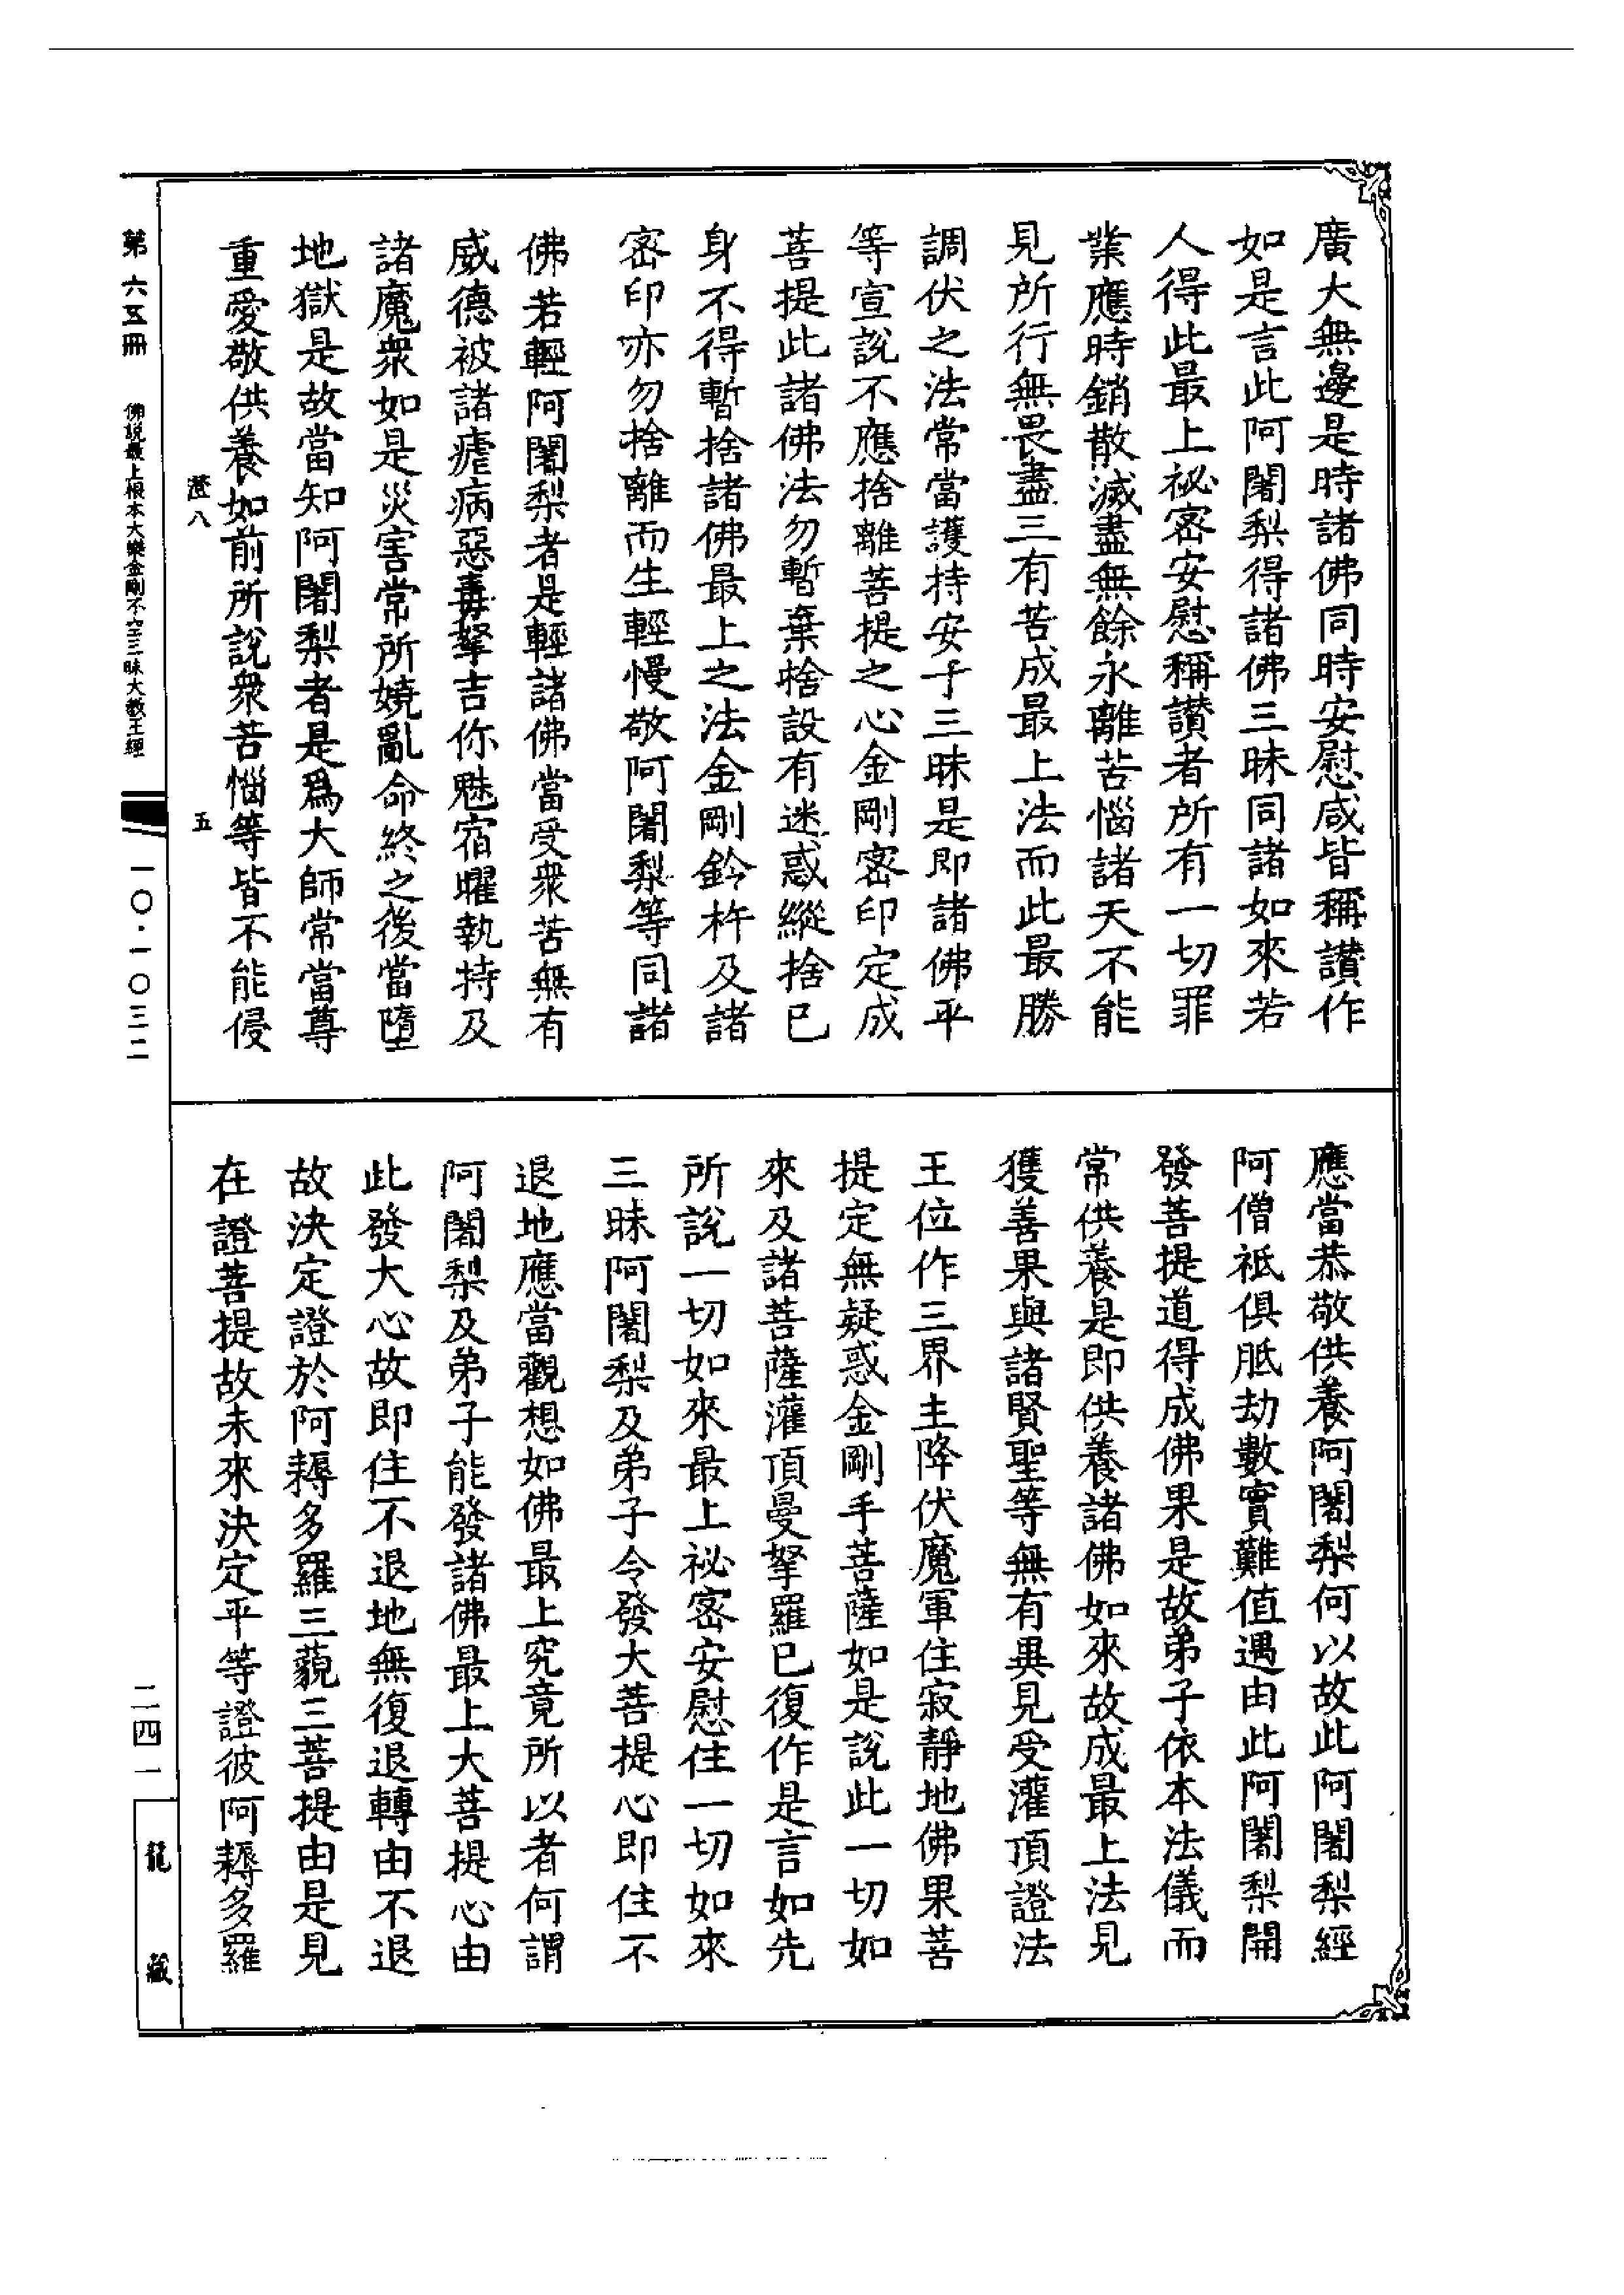 廣大無邊是時諸佛同時安慰咸皆稱讚作
如是言此阿闍梨得諸佛三昧同諸如來若
人得此最上祕密安慰稱讚者所有一切罪
業應時銷散滅盡無餘永離苦惱諸天不能
見所行無畏盡三有苦成最上法而此最勝
調伏之法常當護持安于三昧是即諸佛平
等宣說不應捨離菩提之心金剛密印定成
菩提此諸佛法勿暫棄捨設有迷惑縱捨已
身不得暫捨諸佛最上之法金剛鈴杵及諸
密印亦勿捨離而生輕慢敬阿闍梨等同諸
佛若輕阿闍梨者是輕諸佛當受衆苦無有
威德被諸瘧病惡毒拏吉你魅宿曜執持及
諸魔衆如是災害常所嬈亂命終之後當墮
地獄是故當知阿闍梨者是爲大師常當尊
重愛敬供養如前所說衆苦惱等皆不能侵
澄八 五
應當恭敬供養阿闍梨何以故此阿闍梨經
阿僧祇俱胝劫數實難值遇由此阿闍梨開
發菩提道得成佛果是故弟子依本法儀而
常供養是即供養諸佛如來故成最上法見
獲善果與諸賢聖等無有異見受灌頂證法
王位作三界主降伏魔軍住寂靜地佛果菩
提定無疑惑金剛手菩薩如是說此一切如
來及諸菩薩灌頂曼拏羅已復作是言如先
所說一切如來最上祕密安慰住一切如來
三昧阿闍梨及弟子令發大菩提心即住不
退地應當觀想如佛最上究竟所以者何謂
阿闍梨及弟子能發諸佛最上大菩提心由
此發大心故即住不退地無復退轉由不退
故決定證於阿耨多羅三藐三菩提由是見
在證菩提故未來決定平等證彼阿耨多羅
第六五冊 佛說最上根本大樂金剛不空三昧大教王經 一〇·一〇三二
二四一
龍藏